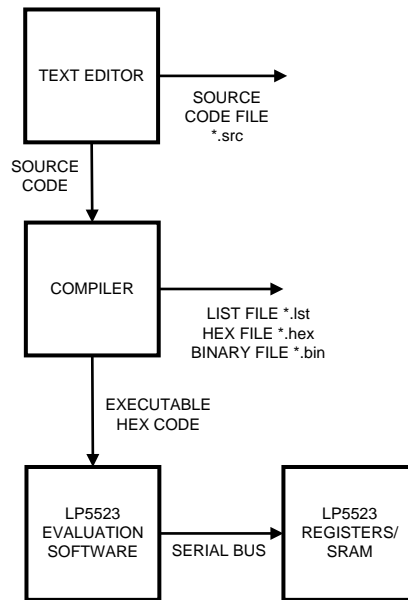 TEXT EDITOR
SOURCE
CODE FILE
*.src
SOURCE
CODE
COMPILER
LIST FILE *.lst
HEX FILE *.hex
BINARY FILE *.bin
EXECUTABLE
HEX CODE
LP5523
EVALUATION
SOFTWARE
SERIAL BUS
LP5523
REGISTERS/
SRAM